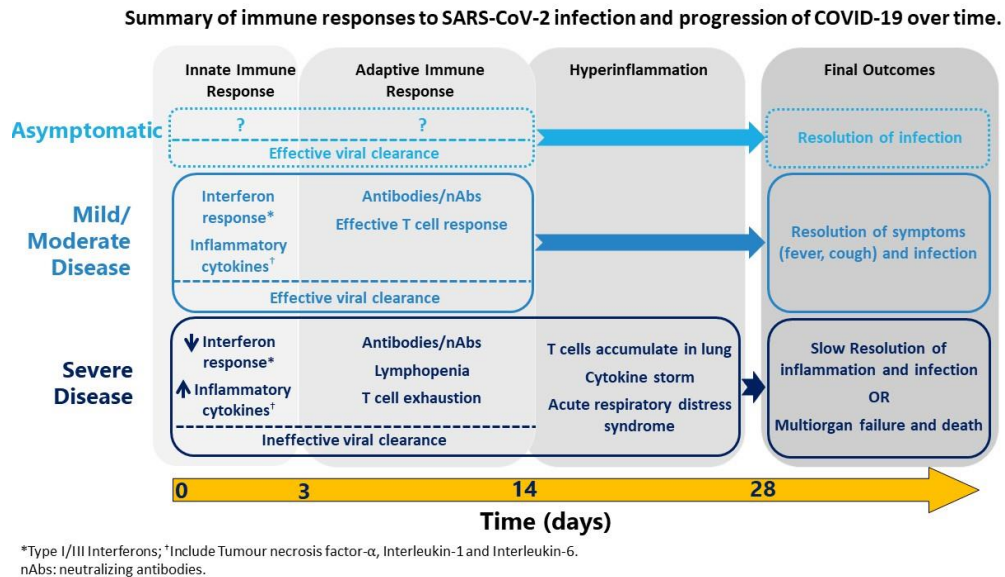 Summary of immune responses to SARS-CoV-2 infection and progression of COVID-19 over time.
Innate Immune
Response
Adaptive Immune
Response
Hyperinflammation
Final Outcomes
Asymptomatic
?
?
Effective viral clearance
Resolution of infection
Mild/
Moderate
Disease
Interferon
response*
Inflammatory
cytokines†
Antibodies/nAbs
Effective T cell response
Effective viral clearance
Resolution of symptoms
(fever, cough) and infection
Severe
Disease
Interferon
response*
Inflammatory
cytokines†
Antibodies/nAbs
Lymphopenia
T cell exhaustion
Ineffective viral clearance
T cells accumulate in lung
Cytokine storm
Acute respiratory distress
syndrome
Slow Resolution of
inflammation and infection
OR
Multiorgan failure and death
0
3
14
28
Time (days)
*Type I/III Interferons; †Include Tumour necrosis factor-α, Interleukin-1 and Interleukin-6.
nAbs: neutralizing antibodies.